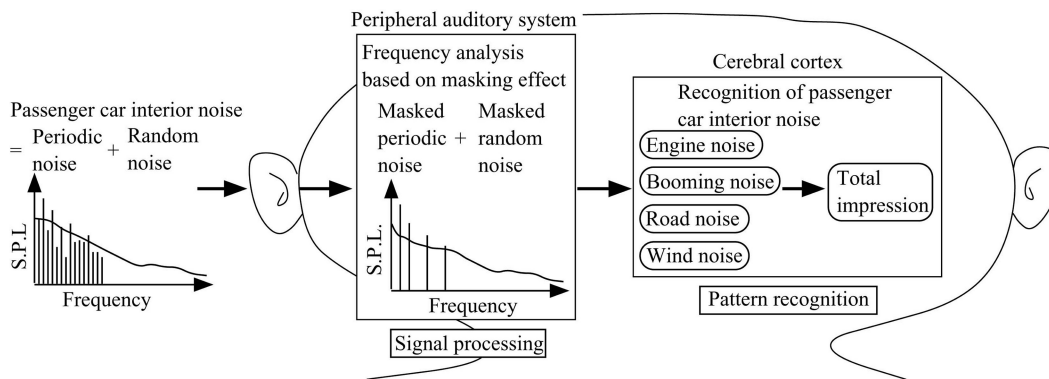 Passenger car interior noise
= Periodic noise + Random noise
S.P.L
Frequency
Peripheral auditory system
Frequency analysis
based on masking effect
Masked periodic noise + Masked random noise
S.P.L.
Frequency
Signal processing
Cerebral cortex
Recognition of passenger
car interior noise
Engine noise
Booming noise
Road noise
Wind noise
Total
impression
Pattern recognition